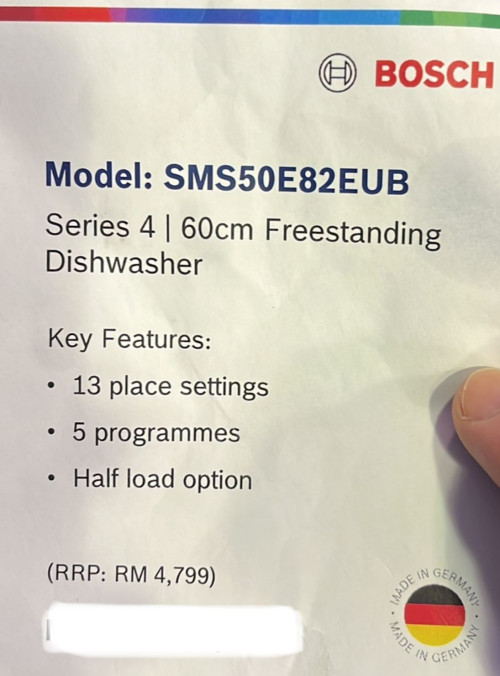 BOSCH
Model: SMS50E82EUB
Series 4 | 60cm Freestanding
Dishwasher
Key Features:
• 13 place settings
• 5 programmes
• Half load option
(RRP: RM 4,799)
MADE IN GERMANY
MADE IN GERMANY